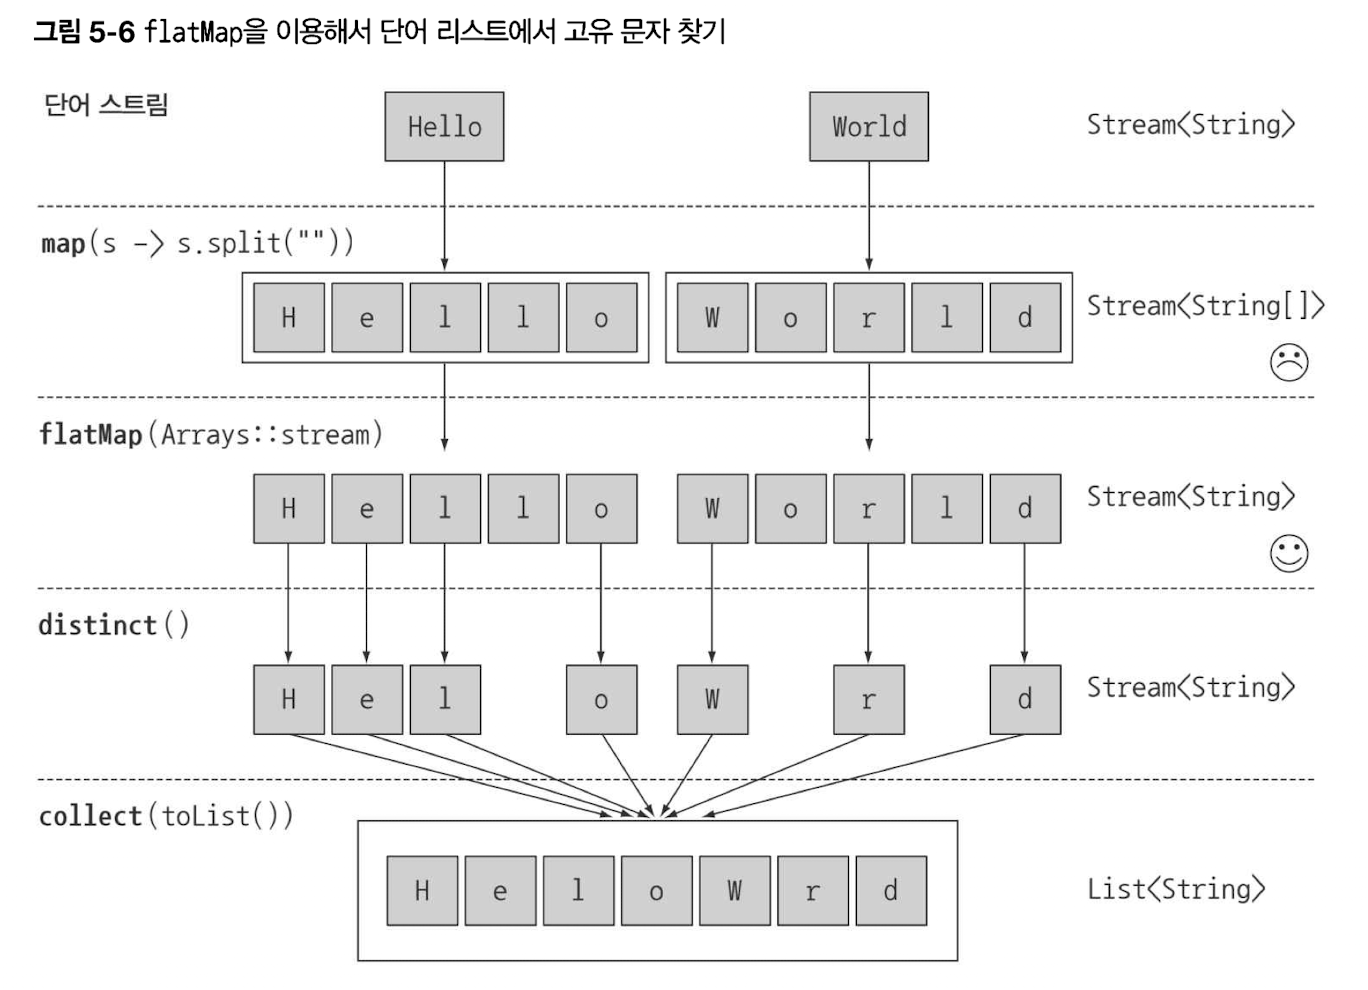 그림 5-6 flatMap을 이용해서 단어 리스트에서 고유 문자 찾기
단어 스트림
Hello World Stream<String>
map(s -> s.split(""))
H e l l o W o r l d Stream<String[]>
flatMap(Arrays::stream)
H e l l o W o r l d Stream<String>
distinct()
H e l o W r d Stream<String>
collect(toList())
H e l o W r d List<String>